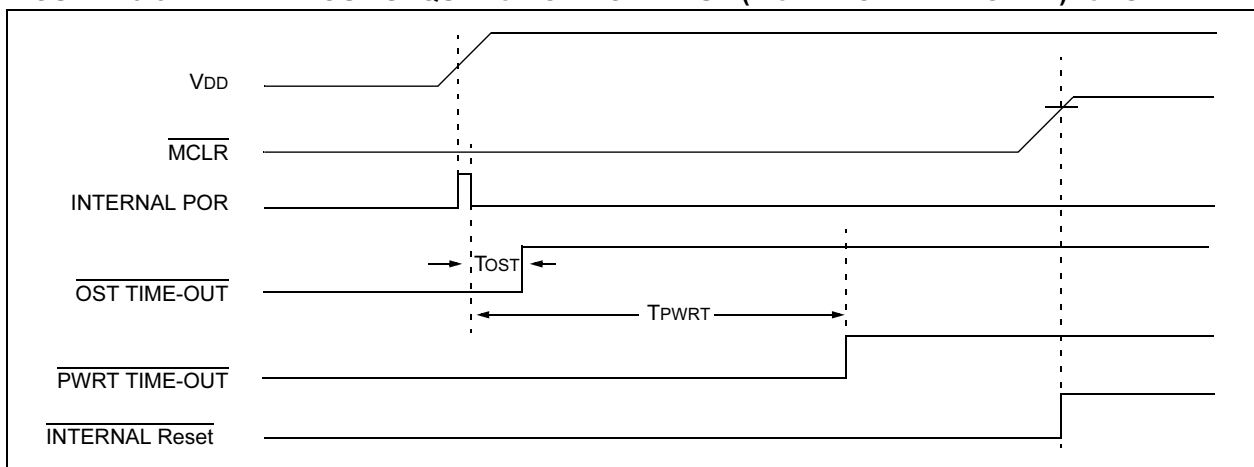 VDD
MCLR
INTERNAL POR
TOST
OST TIME-OUT
TPWRT
PWRT TIME-OUT
INTERNAL Reset